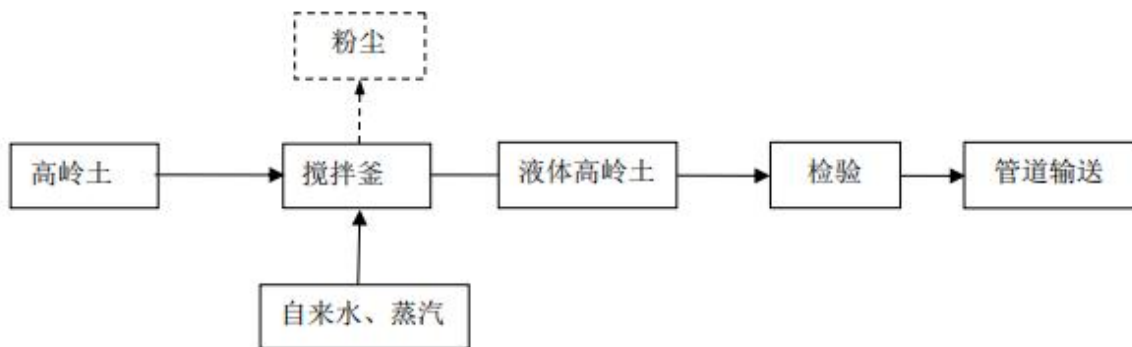 粉尘
高岭土
搅拌釜
液体高岭土
检验
管道输送
自来水、蒸汽